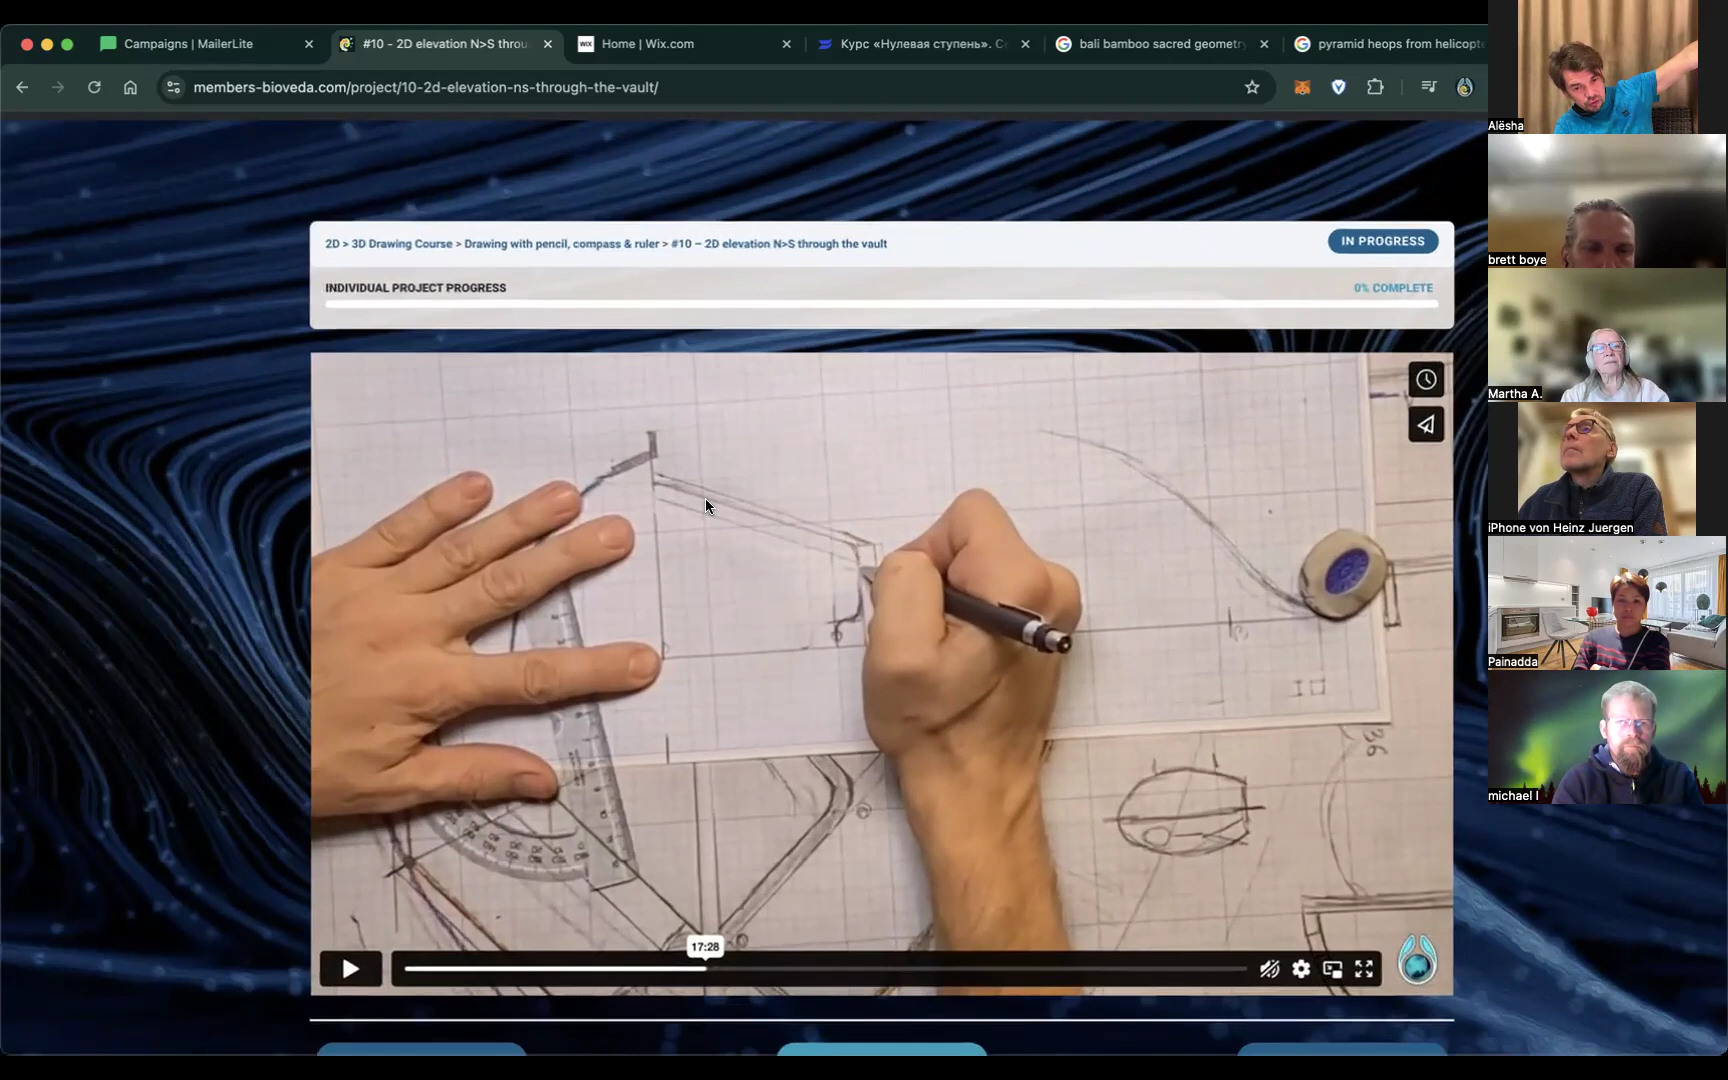 Campaigns | MailerLite
#10 - 2D elevation N>S throu
Home | Wix.com
Курс «Нулевая ступень». С
bali bamboo sacred geometry
pyramid heops from helicopt
members-bioveda.com/project/10-2d-elevation-ns-through-the-vault/
2D > 3D Drawing Course > Drawing with pencil, compass & ruler > #10 – 2D elevation N>S through the vault
IN PROGRESS
INDIVIDUAL PROJECT PROGRESS
0% COMPLETE
17:28
36
Alësha
brett boye
Martha A.
iPhone von Heinz Juergen
Painadda
michael l